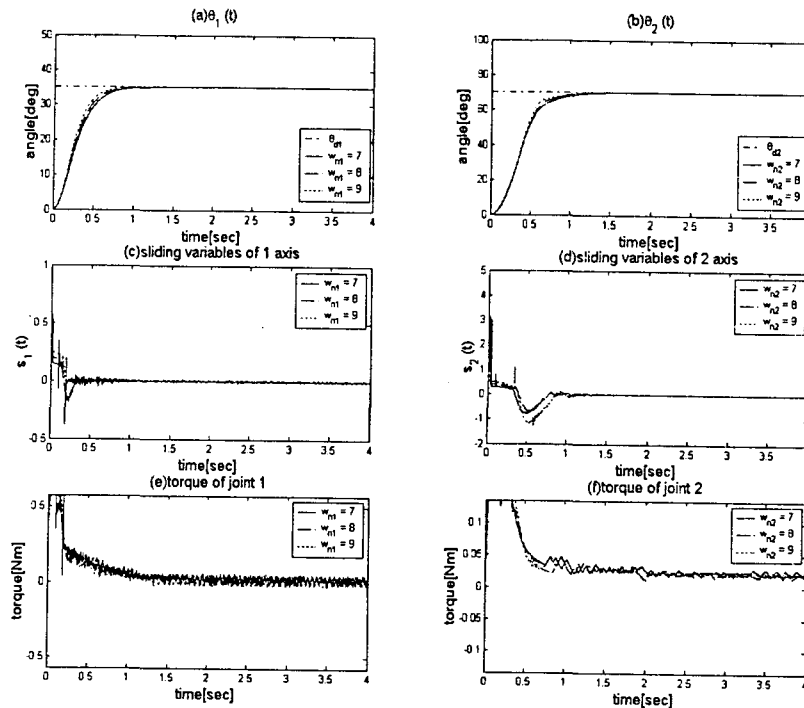 (a)θ1 (t)
50
40
30
20
10
0
angle[deg]
θd1
wn1 = 7
wn1 = 8
wn1 = 9
0 0.5 1 1.5 2 2.5 3 3.5 4
time[sec]
(b)θ2 (t)
100
80
60
40
20
0
angle[deg]
θd2
wn2 = 7
wn2 = 8
wn2 = 9
0 0.5 1 1.5 2 2.5 3 3.5 4
time[sec]
(c)sliding variables of 1 axis
1
0.5
0
-0.5
s1 (t)
wn1 = 7
wn1 = 8
wn1 = 9
0 0.5 1 1.5 2 2.5 3 3.5 4
time[sec]
(d)sliding variables of 2 axis
5
4
3
2
1
0
-1
-2
s2 (t)
wn2 = 7
wn2 = 8
wn2 = 9
0 0.5 1 1.5 2 2.5 3 3.5 4
time[sec]
(e)torque of joint 1
0.5
0
-0.5
torque[Nm]
wn1 = 7
wn1 = 8
wn1 = 9
0 0.5 1 1.5 2 2.5 3 3.5 4
time[sec]
(f)torque of joint 2
0.1
0.05
0
-0.05
-0.1
torque[Nm]
wn2 = 7
wn2 = 8
wn2 = 9
0 0.5 1 1.5 2 2.5 3 3.5 4
time[sec]